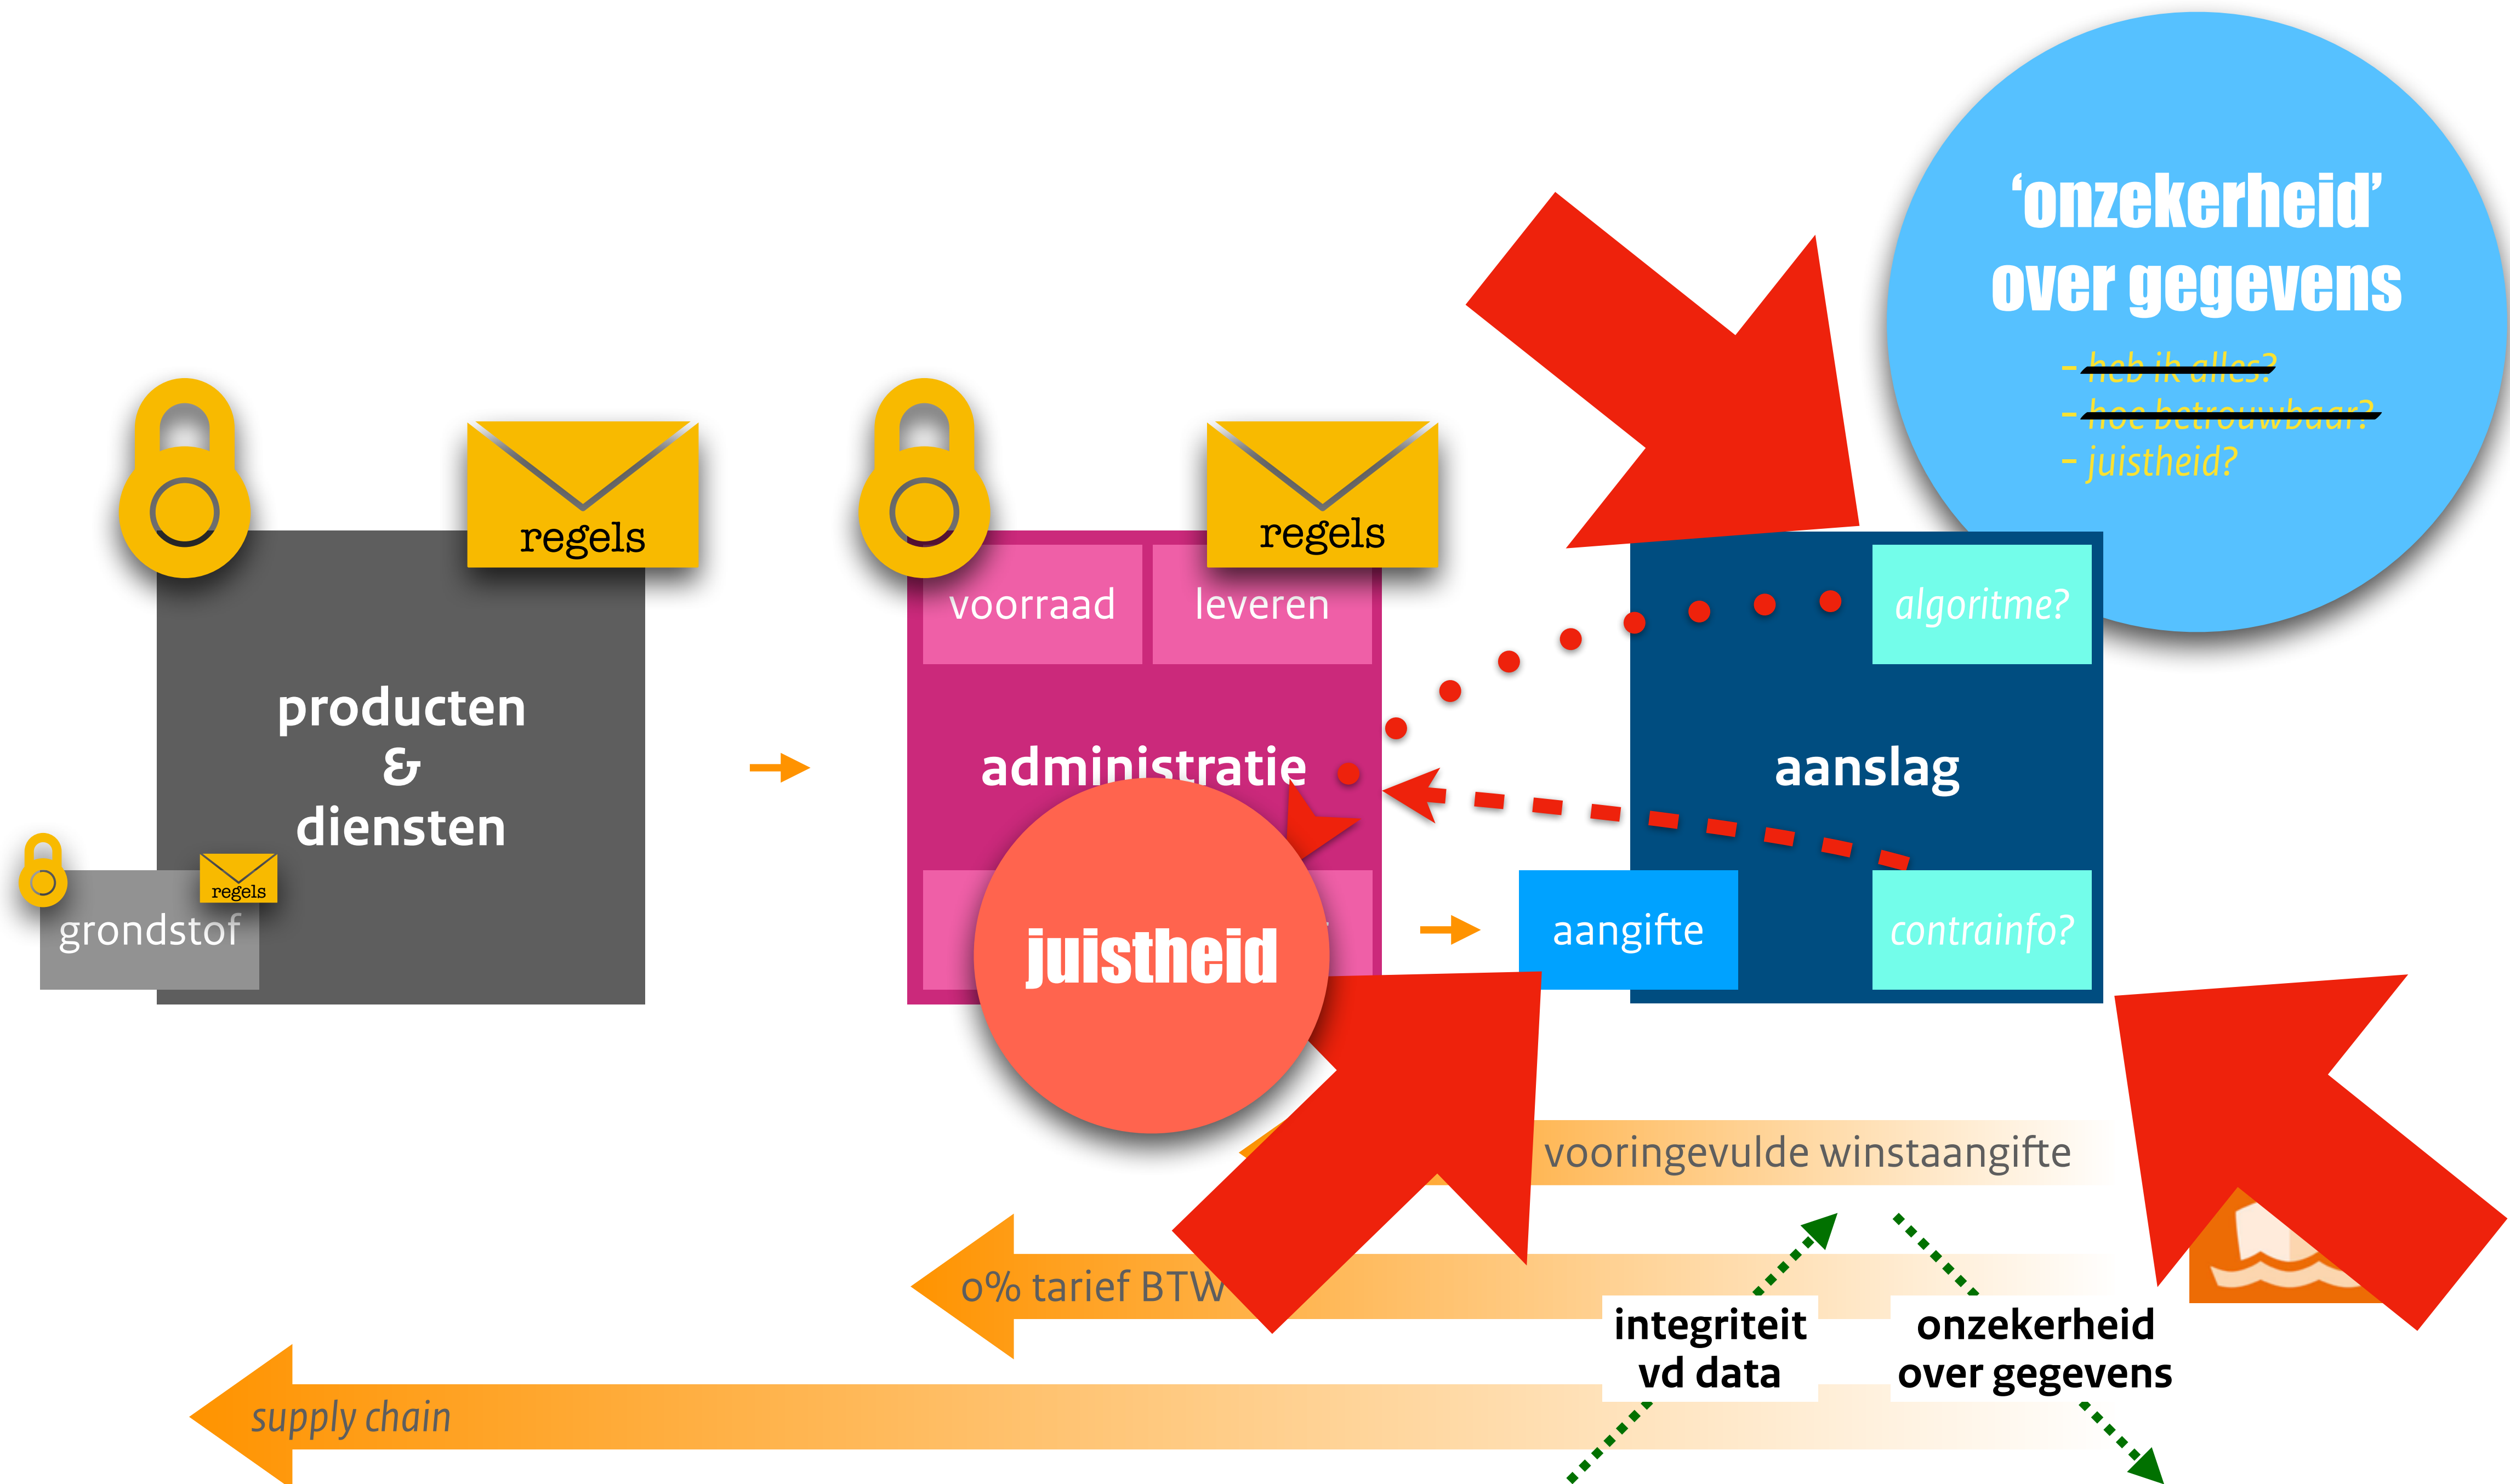 ‘onzekerheid’
over gegevens
- heb ik alles?
- hoe betrouwbaar?
- juistheid?
regels
regels
voorraad
leveren
algoritme?
producten
&
diensten
administratie
aanslag
regels
grondstof
juistheid
aangifte
contrainfo?
vooringevulde winstaangifte
0% tarief BTW
integriteit
vd data
onzekerheid
over gegevens
supply chain